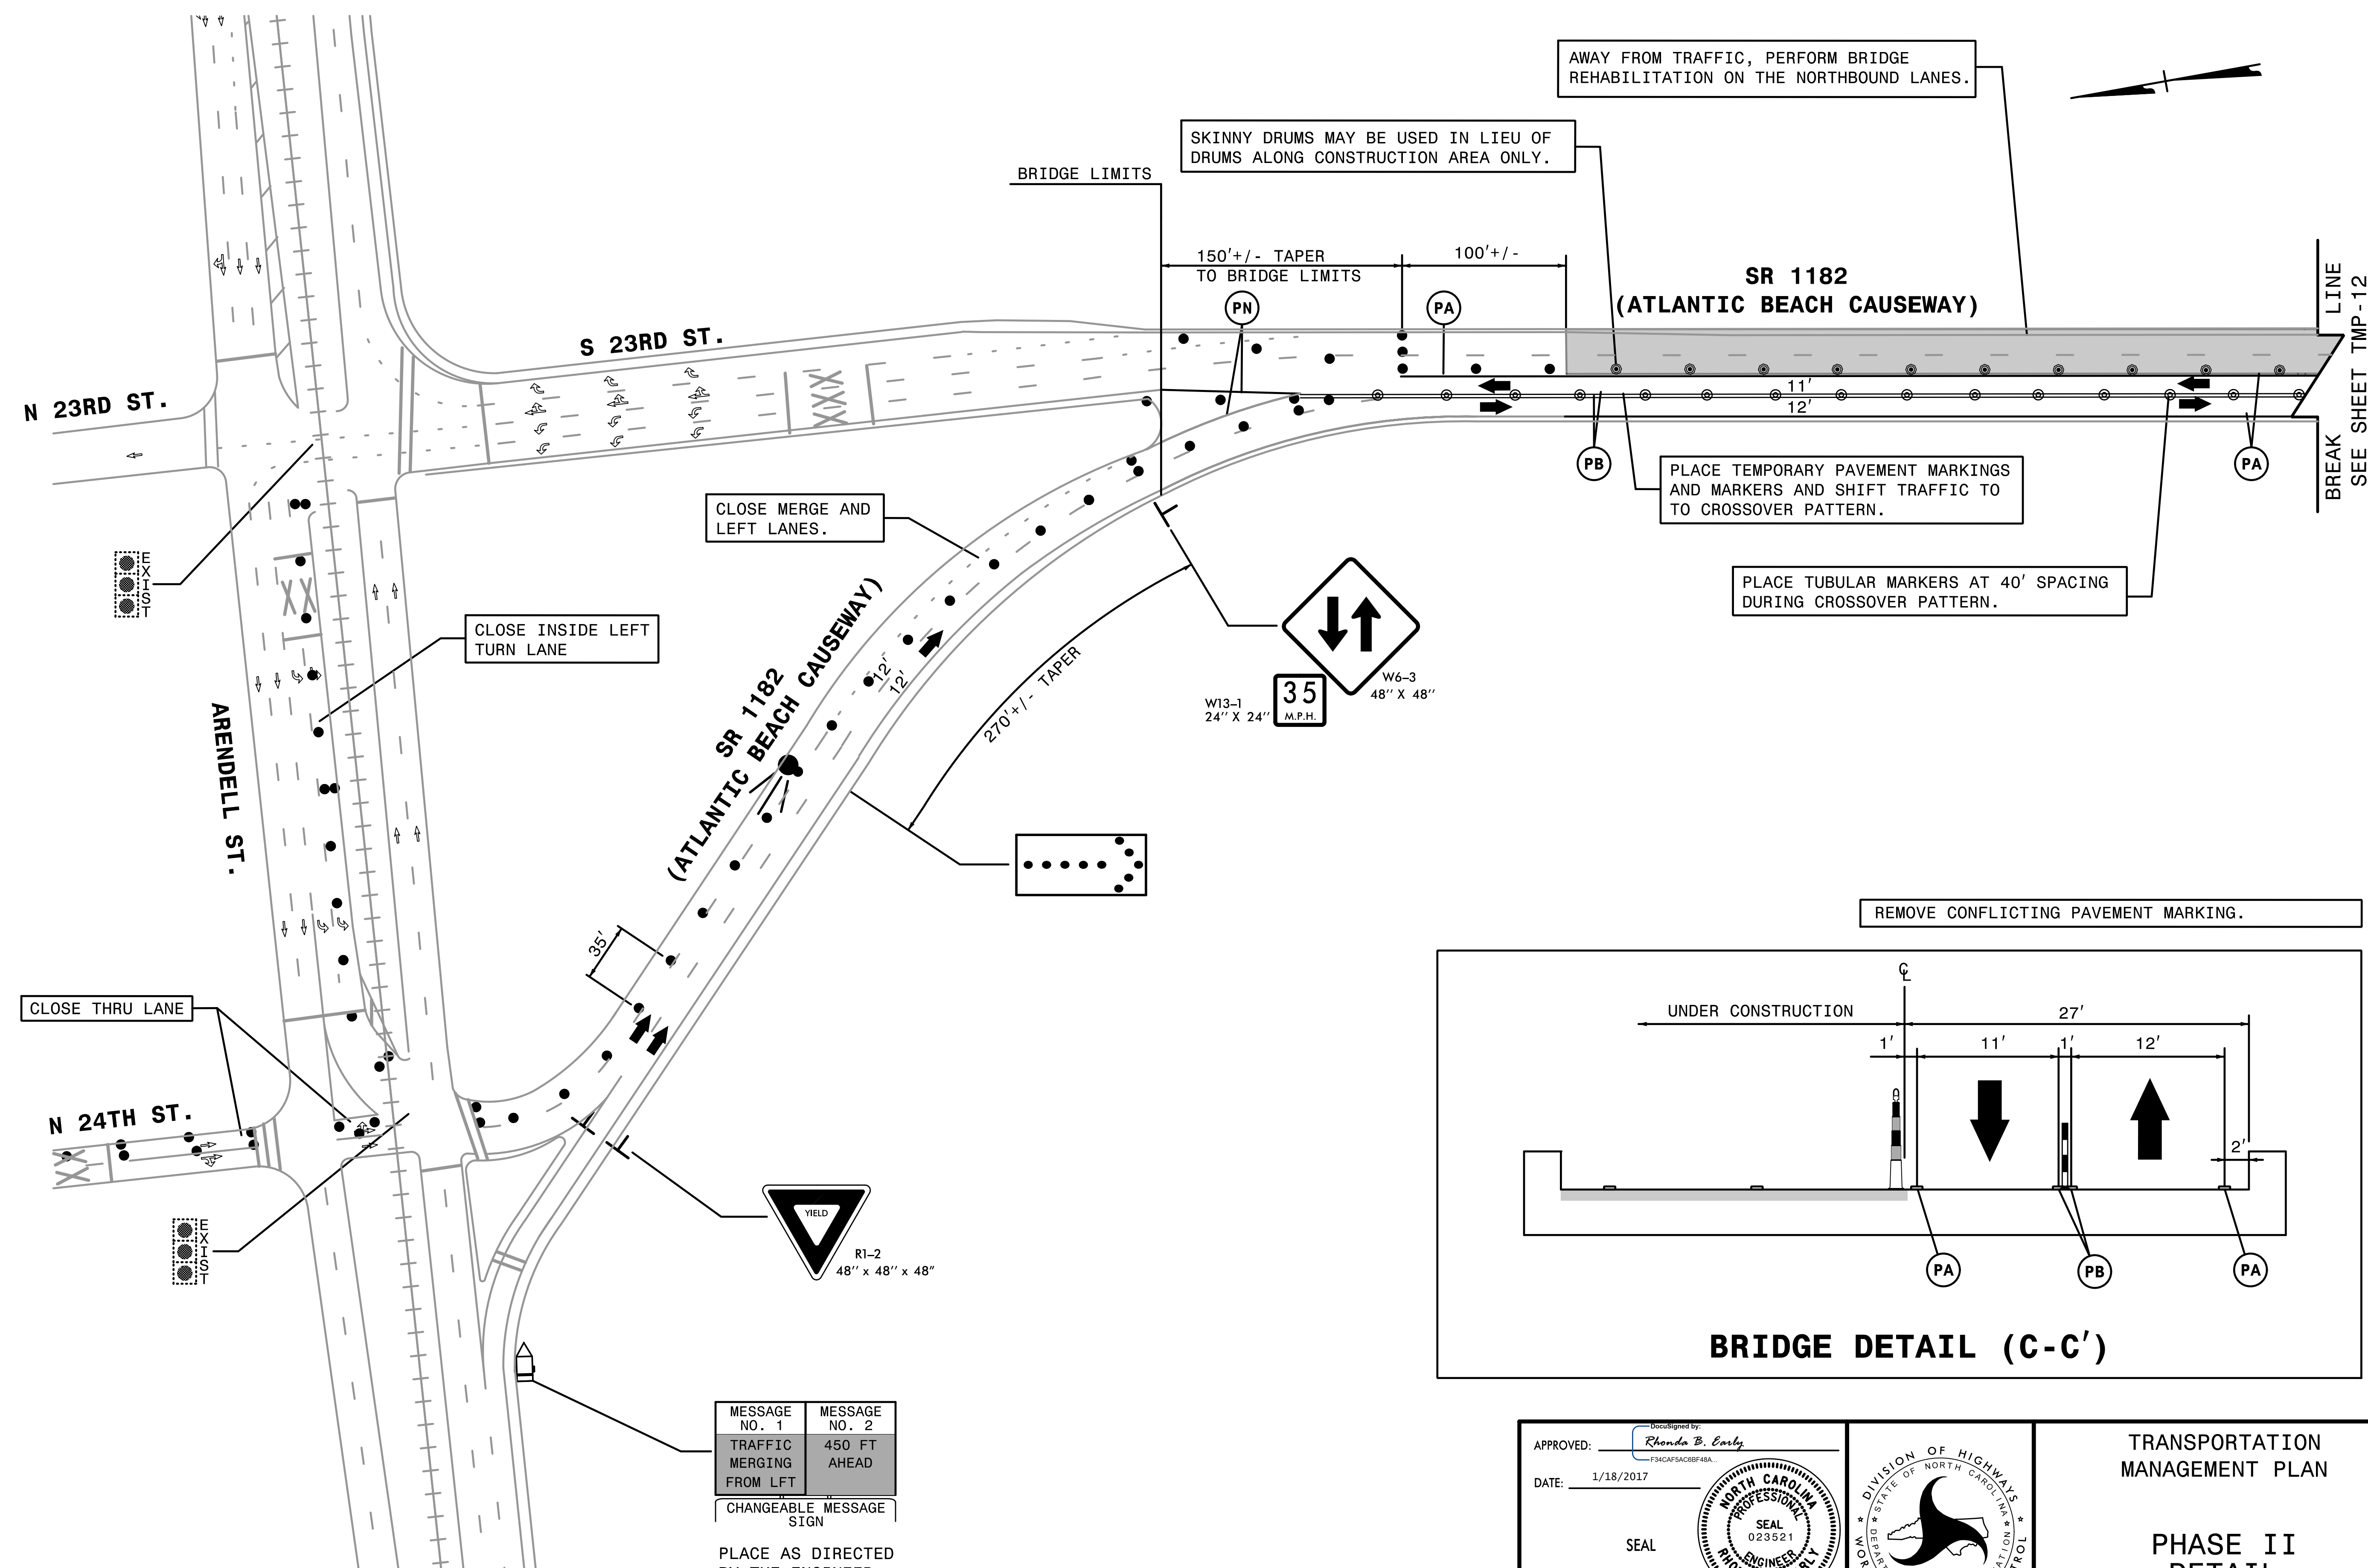 AWAY FROM TRAFFIC, PERFORM BRIDGE
REHABILITATION ON THE NORTHBOUND LANES.
SKINNY DRUMS MAY BE USED IN LIEU OF
DRUMS ALONG CONSTRUCTION AREA ONLY.
BRIDGE LIMITS
150'+/- TAPER
TO BRIDGE LIMITS
100'+/-
SR 1182
(ATLANTIC BEACH CAUSEWAY)
BREAK LINE
SEE SHEET TMP-12
PN
PA
S 23RD ST.
N 23RD ST.
11'
12'
PB
PA
PLACE TEMPORARY PAVEMENT MARKINGS
AND MARKERS AND SHIFT TRAFFIC TO
TO CROSSOVER PATTERN.
CLOSE MERGE AND
LEFT LANES.
EXIST
PLACE TUBULAR MARKERS AT 40' SPACING
DURING CROSSOVER PATTERN.
CLOSE INSIDE LEFT
TURN LANE
SR 1182
(ATLANTIC BEACH CAUSEWAY)
12'
12'
270'+/- TAPER
W6-3
48'' X 48''
W13-1
24'' X 24''
35
M.P.H.
ARENDELL ST.
35'
REMOVE CONFLICTING PAVEMENT MARKING.
CLOSE THRU LANE
N 24TH ST.
EXIST
YIELD
R1-2
48'' x 48'' x 48''
CL
UNDER CONSTRUCTION
27'
1'
11'
1'
12'
2'
PA
PB
PA
BRIDGE DETAIL (C-C')
MESSAGE
NO. 1
MESSAGE
NO. 2
TRAFFIC
MERGING
FROM LFT
450 FT
AHEAD
CHANGEABLE MESSAGE
SIGN
PLACE AS DIRECTED
BY THE ENGINEER
APPROVED:
DocuSigned by:
Rhonda B. Early
F34CAF5AC6BF48A...
DATE:
1/18/2017
SEAL
NORTH CAROLINA
PROFESSIONAL
SEAL
023521
ENGINEER
DIVISION OF HIGHWAYS
STATE OF NORTH CAROLINA
TRANSPORTATION
MANAGEMENT PLAN
PHASE II
DETAIL